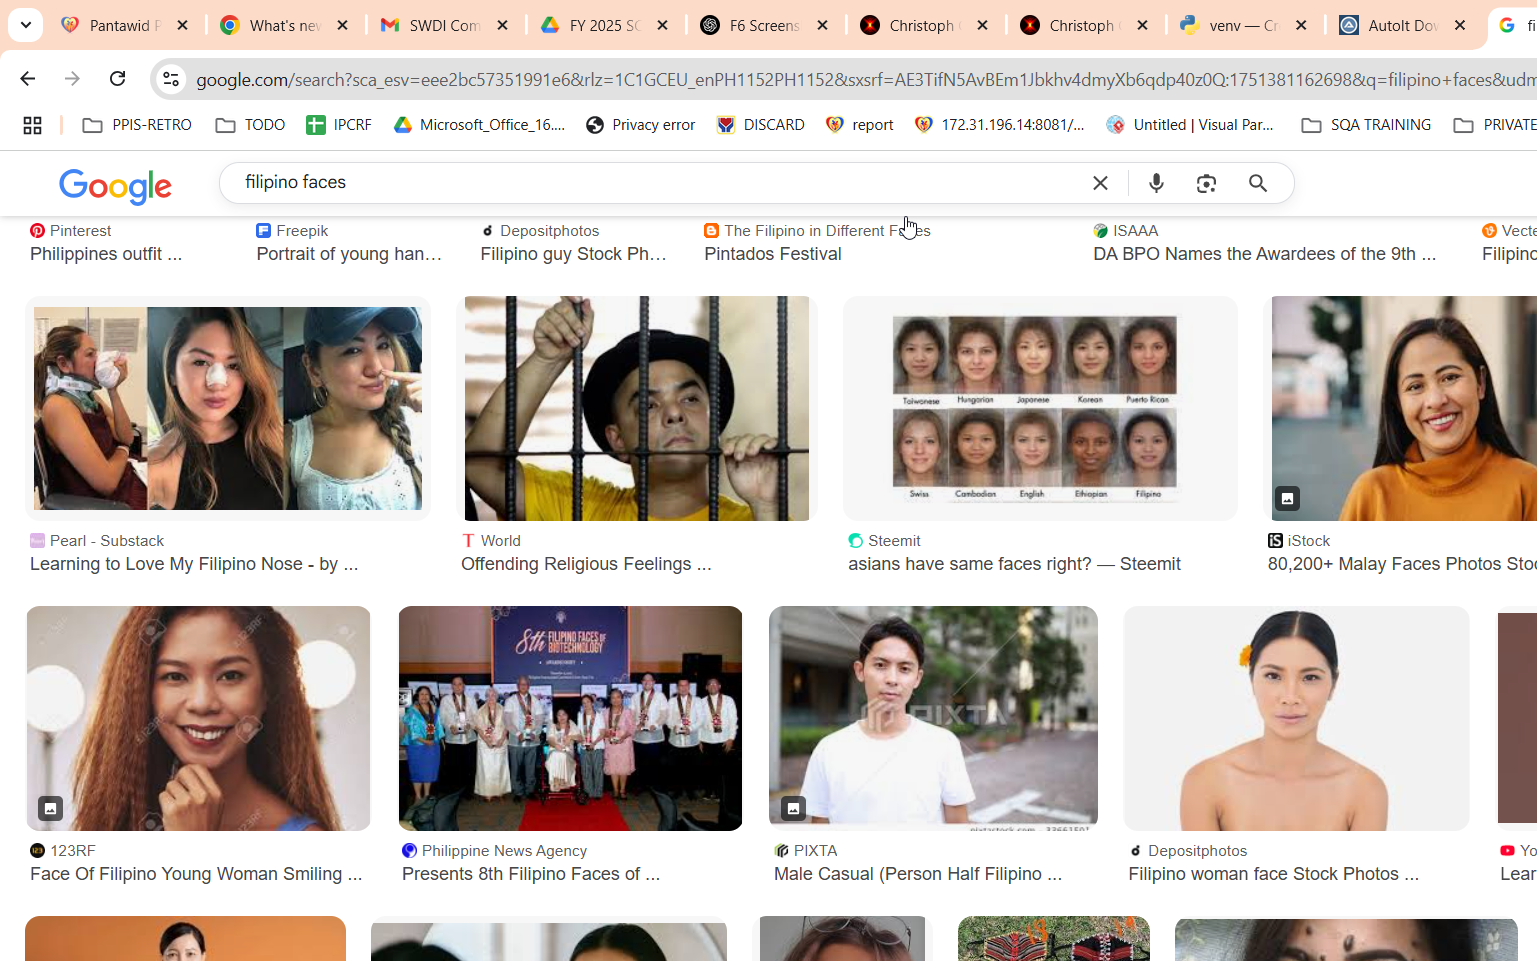 Pantawid P
What's new
SWDI Com
FY 2025 SC
F6 Screens
Christoph
Christoph
venv — Cr
AutoIt Dov
fi
google.com/search?sca_esv=eee2bc57351991e6&rlz=1C1GCEU_enPH1152PH1152&sxsrf=AE3TifN5AvBEm1Jbkhv4dmyXb6qdp40z0Q:1751381162698&q=filipino+faces&udm
PPIS-RETRO
TODO
IPCRF
Microsoft_Office_16....
Privacy error
DISCARD
report
172.31.196.14:8081/...
Untitled | Visual Par...
SQA TRAINING
PRIVATE
Google
filipino faces
Pinterest
Philippines outfit ...
Freepik
Portrait of young han...
Depositphotos
Filipino guy Stock Ph...
The Filipino in Different Faces
Pintados Festival
ISAAA
DA BPO Names the Awardees of the 9th ...
Vecte
Filipino
Taiwanese
Hungarian
Japanese
Korean
Puerto Rican
Swiss
Cambodian
English
Ethiopian
Filipino
Pearl - Substack
Learning to Love My Filipino Nose - by ...
World
Offending Religious Feelings ...
Steemit
asians have same faces right? — Steemit
iStock
80,200+ Malay Faces Photos Stoc
8th FILIPINO FACES OF
BIOTECHNOLOGY
PIXTA
123RF
Face Of Filipino Young Woman Smiling ...
Philippine News Agency
Presents 8th Filipino Faces of ...
PIXTA
Male Casual (Person Half Filipino ...
Depositphotos
Filipino woman face Stock Photos ...
Yo
Lear